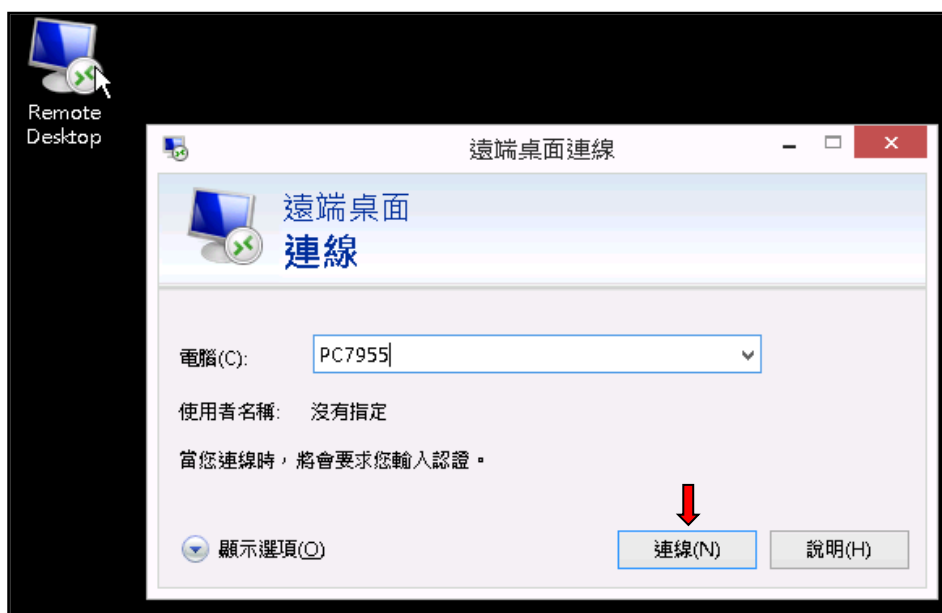 Remote
Desktop
遠端桌面連線
遠端桌面
連線
電腦(C):
PC7955
使用者名稱:
沒有指定
當您連線時，將會要求您輸入認證。
顯示選項(O)
連線(N)
說明(H)